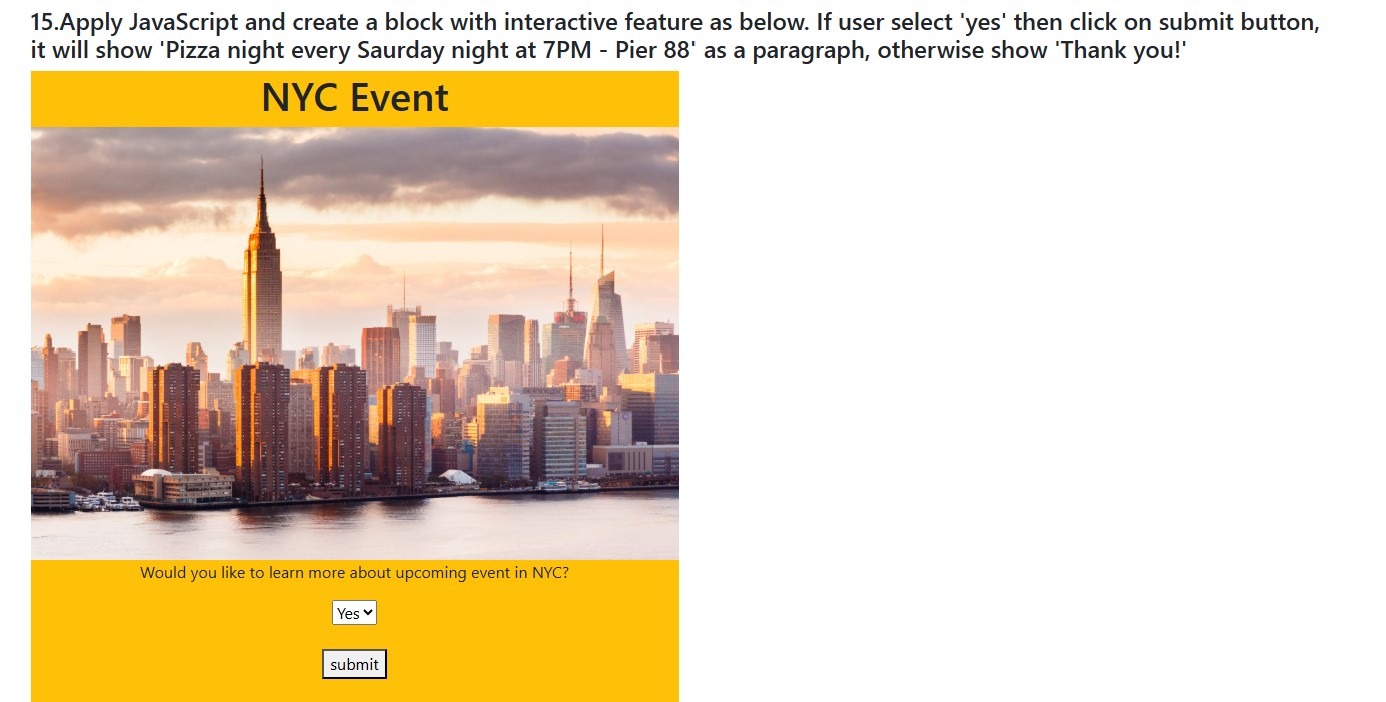 15.Apply JavaScript and create a block with interactive feature as below. If user select 'yes' then click on submit button,
it will show 'Pizza night every Saurday night at 7PM - Pier 88' as a paragraph, otherwise show 'Thank you!'
NYC Event
Would you like to learn more about upcoming event in NYC?
Yes
submit